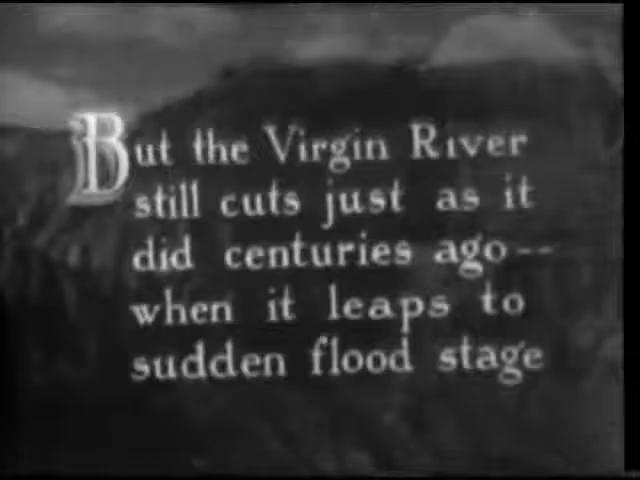 But the Virgin River
still cuts just as it
did centuries ago--
when it leaps to
sudden flood stage